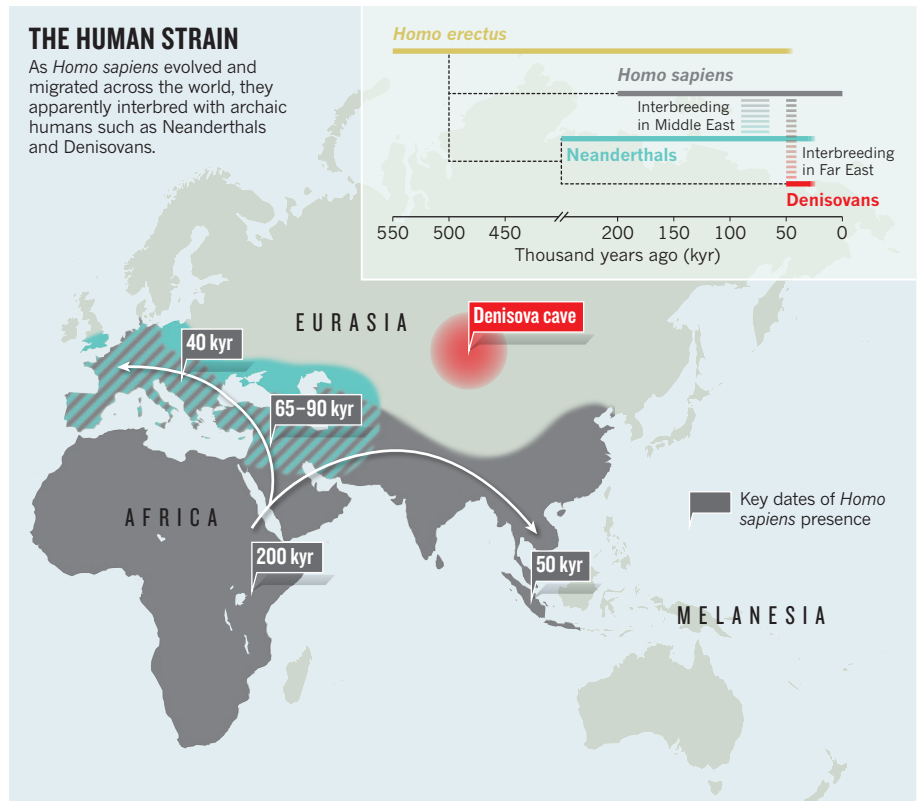 THE HUMAN STRAIN
As Homo sapiens evolved and
migrated across the world, they
apparently interbred with archaic
humans such as Neanderthals
and Denisovans.
Homo erectus
Homo sapiens
Interbreeding
in Middle East
Neanderthals
Interbreeding
in Far East
Denisovans
550 500 450 200 150 100 50 0
Thousand years ago (kyr)
EURASIA
Denisova cave
40 kyr
65–90 kyr
AFRICA
200 kyr
50 kyr
Key dates of Homo
sapiens presence
MELANESIA